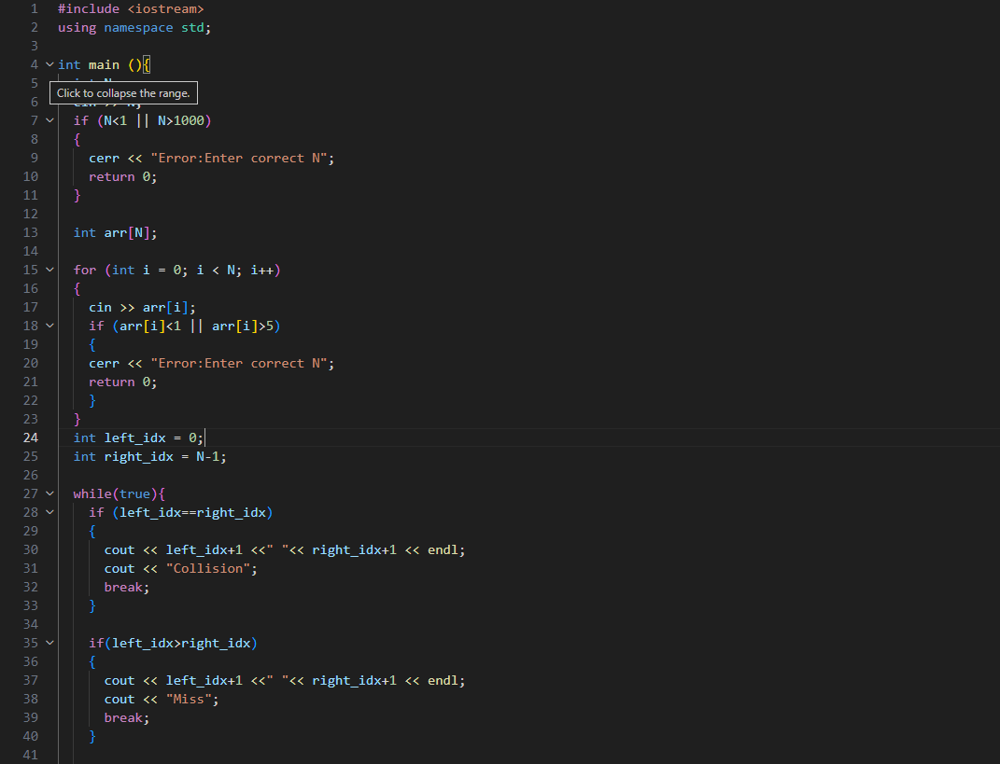 1 #include <iostream>
2 using namespace std;
3
4 int main (){
5
Click to collapse the range.
6
7 if (N<1 || N>1000)
8 {
9 cerr << "Error:Enter correct N";
10 return 0;
11 }
12
13 int arr[N];
14
15 for (int i = 0; i < N; i++)
16 {
17 cin >> arr[i];
18 if (arr[i]<1 || arr[i]>5)
19 {
20 cerr << "Error:Enter correct N";
21 return 0;
22 }
23 }
24 int left_idx = 0;
25 int right_idx = N-1;
26
27 while(true){
28 if (left_idx==right_idx)
29 {
30 cout << left_idx+1 <<" "<< right_idx+1 << endl;
31 cout << "Collision";
32 break;
33 }
34
35 if(left_idx>right_idx)
36 {
37 cout << left_idx+1 <<" "<< right_idx+1 << endl;
38 cout << "Miss";
39 break;
40 }
41